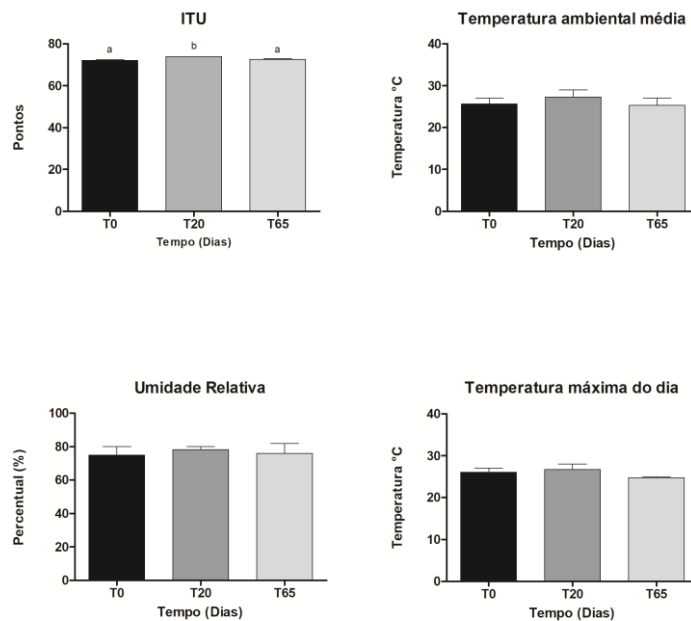 ITU
Pontos
80
60
40
20
0
a
b
a
T0
T20
T65
Tempo (Dias)
Temperatura ambiental média
Temperatura °C
40
30
20
10
0
T0
T20
T65
Tempo (Dias)
Umidade Relativa
Percentual (%)
100
80
60
40
20
0
T0
T20
T65
Tempo (Dias)
Temperatura máxima do dia
Temperatura °C
40
30
20
10
0
T0
T20
T65
Tempo (Dias)